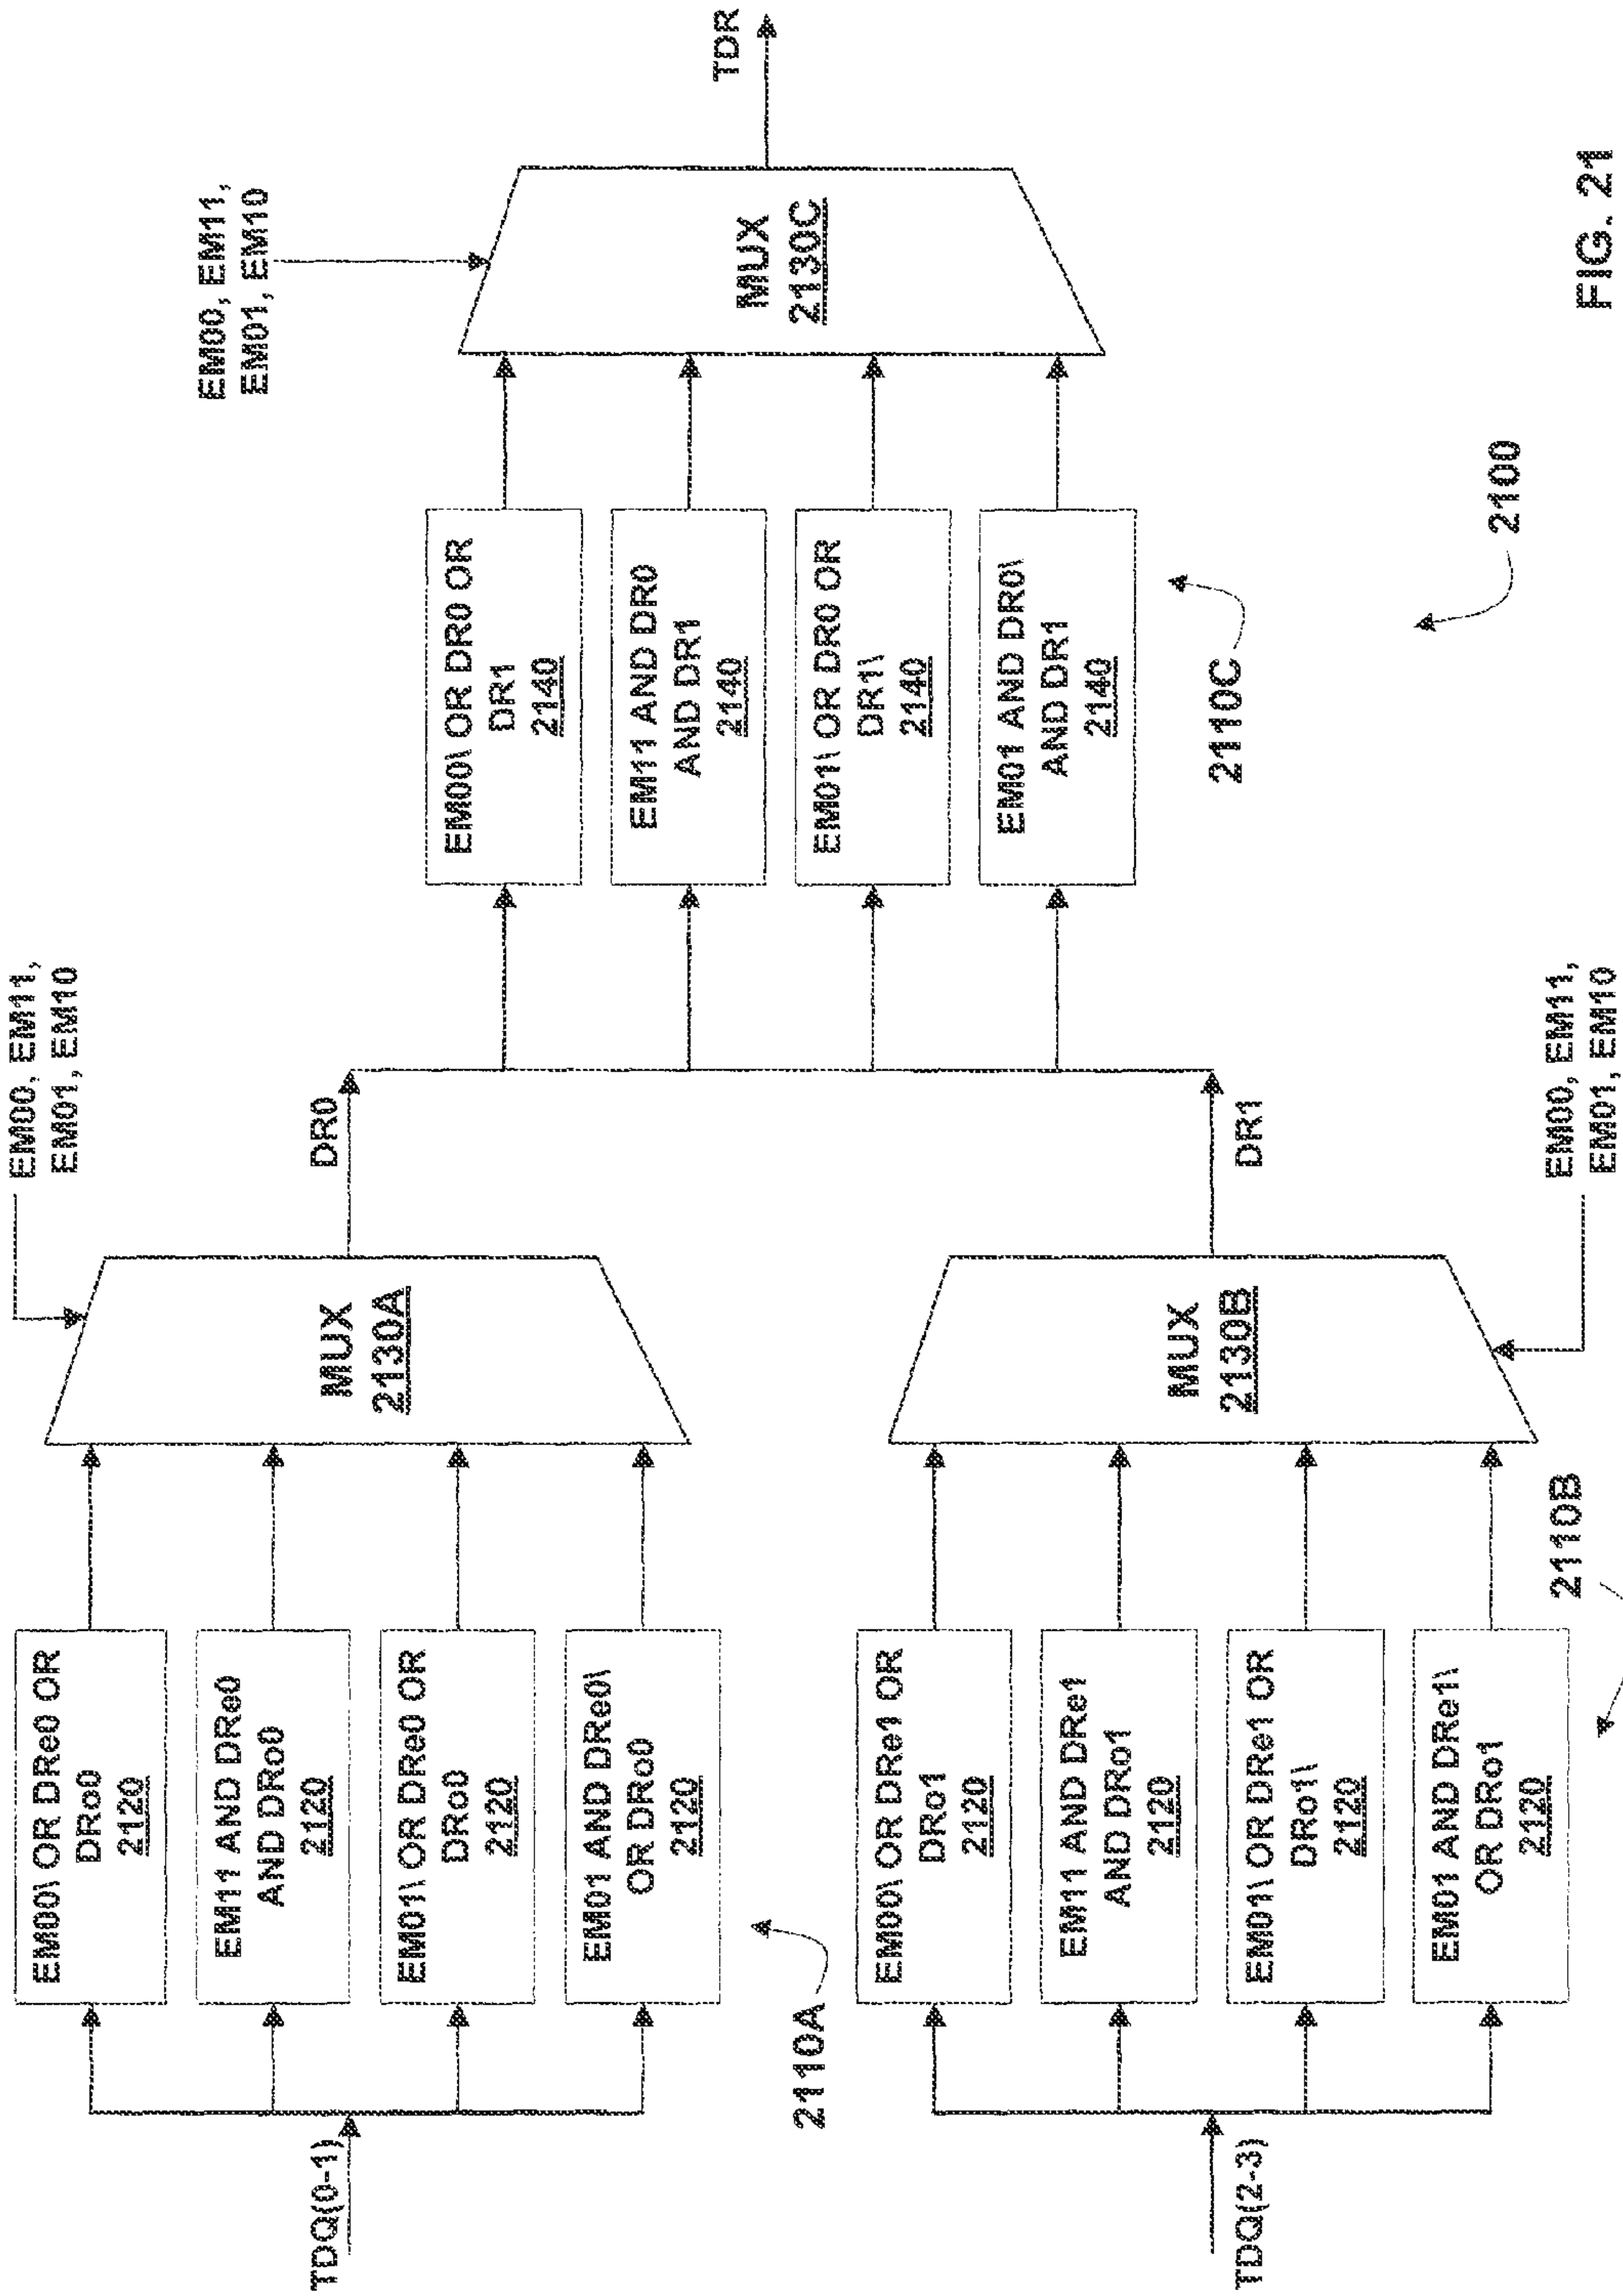 TDQ(0-1)
EM00\ OR DRe0 OR
DRo0
2120
EM11 AND DRe0
AND DRo0
2120
EM01\ OR DRe0 OR
DRo0
2120
EM01 AND DRe0\
OR DRo0
2120
2110A
MUX
2130A
EM00, EM11,
EM01, EM10
DR0
TDQ(2-3)
EM00\ OR DRe1 OR
DRo1
2120
EM11 AND DRe1
AND DRo1
2120
EM01\ OR DRe1 OR
DRo1\
2120
EM01 AND DRe1\
OR DRo1
2120
2110B
MUX
2130B
EM00, EM11,
EM01, EM10
DR1
EM00\ OR DR0 OR
DR1
2140
EM11 AND DR0
AND DR1
2140
EM01\ OR DR0 OR
DR1\
2140
EM01 AND DR0\
AND DR1
2140
2110C
EM00, EM11,
EM01, EM10
MUX
2130C
TDR
2100
FIG. 21